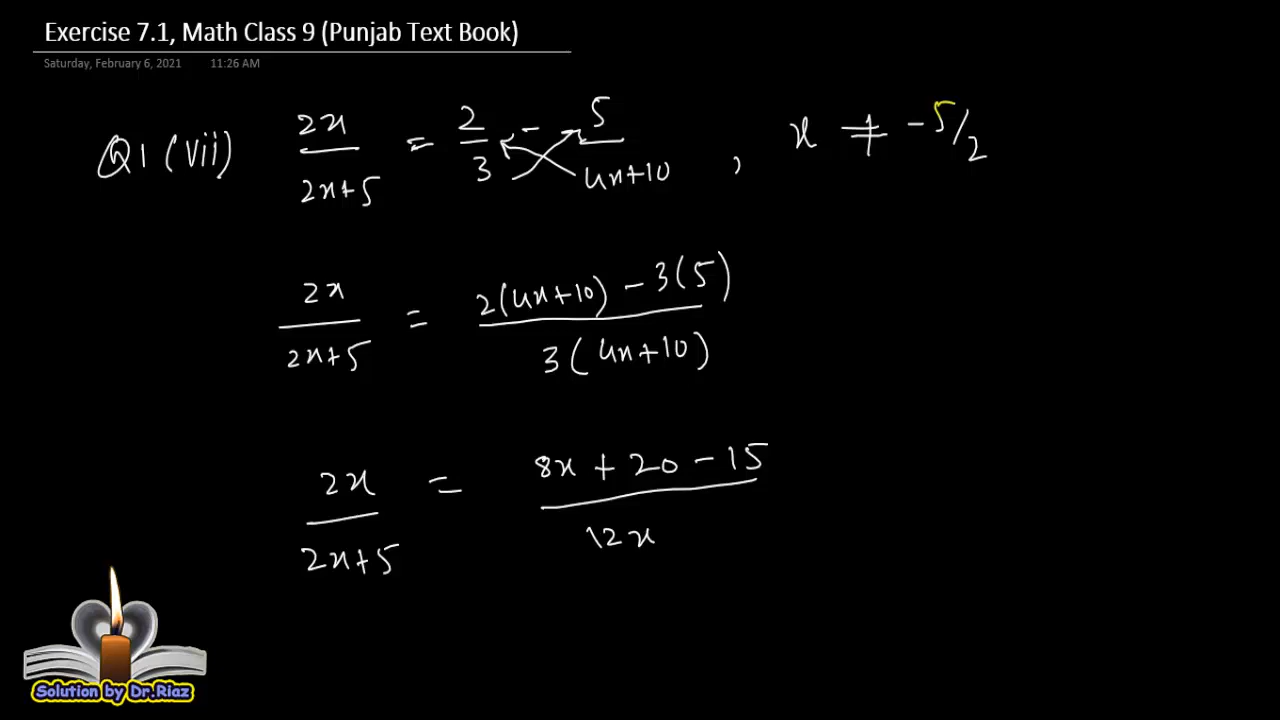 Exercise 7.1, Math Class 9 (Punjab Text Book)
Saturday, February 6, 2021 11:26 AM
Q1 (vii) 2x/2x+5 = 2/3 - 5/4x+10 , x ≠ -5/2
2x/2x+5 = 2(4x+10) - 3(5)/3(4x+10)
2x/2x+5 = 8x + 20 - 15/12x
Solution by Dr.Riaz